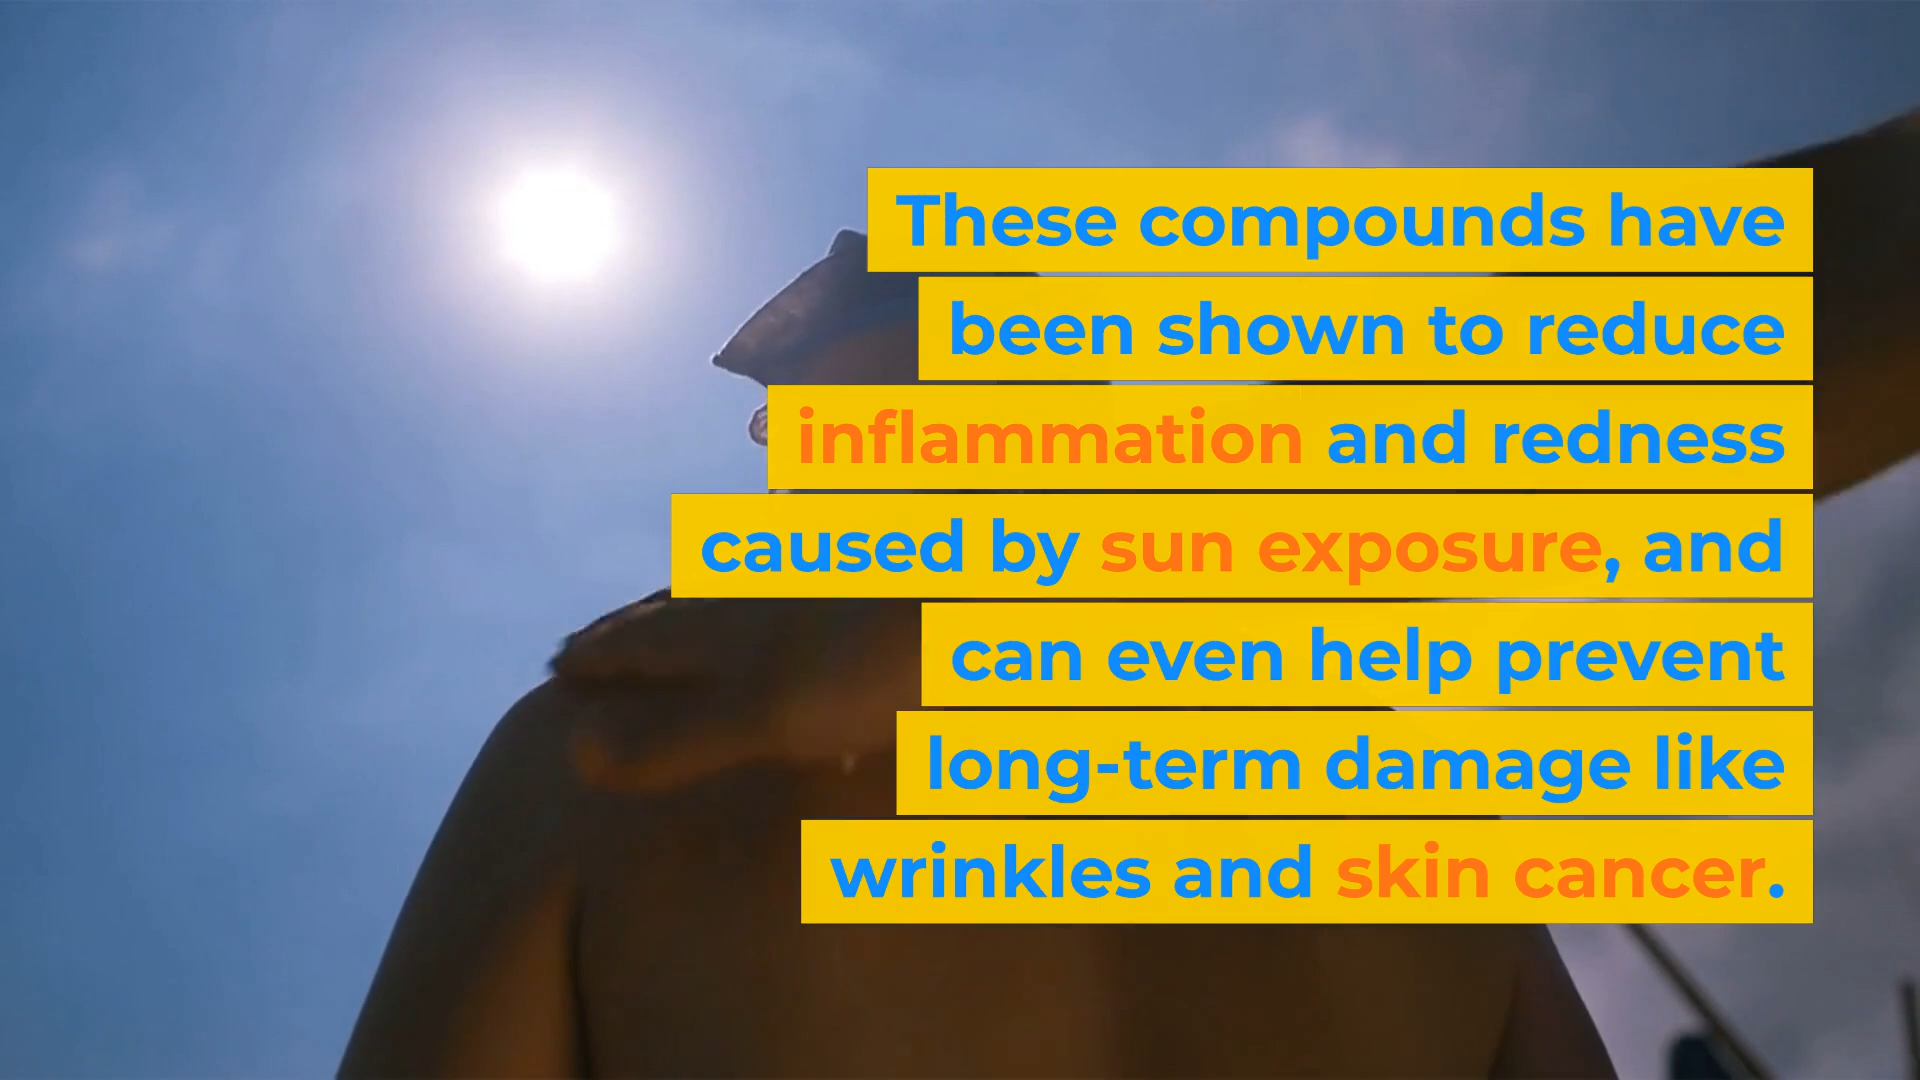 These compounds have
been shown to reduce
inflammation and redness
caused by sun exposure, and
can even help prevent
long-term damage like
wrinkles and skin cancer.